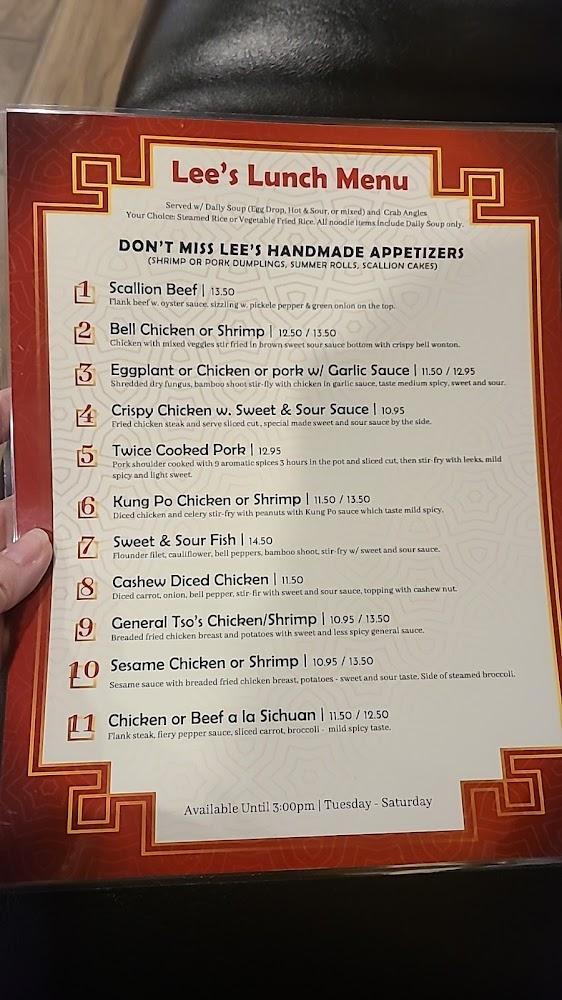 Lee's Lunch Menu
Served w/ Daily Soup (Egg Drop, Hot & Sour, or mixed) and Crab Angles
Your Choice: Steamed Rice or Vegetable Fried Rice. All noodle items Include Daily Soup only.
DON'T MISS LEE'S HANDMADE APPETIZERS
(SHRIMP OR PORK DUMPLINGS, SUMMER ROLLS, SCALLION CAKES)
1 Scallion Beef | 13.50
Flank beef w. oyster sauce, sizzling w. pickele pepper & green onion on the top.
2 Bell Chicken or Shrimp | 12.50 / 13.50
Chicken with mixed veggies stir fried in brown sweet sour sauce bottom with crispy bell wonton.
3 Eggplant or Chicken or pork w/ Garlic Sauce | 11.50 / 12.95
Shredded dry fungus, bamboo shoot stir-fly with chicken in garlic sauce, taste medium spicy, sweet and sour.
4 Crispy Chicken w. Sweet & Sour Sauce | 10.95
Fried chicken steak and serve sliced cut , special made sweet and sour sauce by the side.
5 Twice Cooked Pork | 12.95
Pork shoulder cooked with 9 aromatic spices 3 hours in the pot and sliced cut, then stir-fry with leeks, mild
spicy and light sweet.
6 Kung Po Chicken or Shrimp | 11.50 / 13.50
Diced chicken and celery stir-fry with peanuts with Kung Po sauce which taste mild spicy.
7 Sweet & Sour Fish | 14.50
Flounder filet, cauliflower, bell peppers, bamboo shoot, stir-fry w/ sweet and sour sauce.
8 Cashew Diced Chicken | 11.50
Diced carrot, onion, bell pepper, stir-fir with sweet and sour sauce, topping with cashew nut.
9 General Tso's Chicken/Shrimp | 10.95 / 13.50
Breaded fried chicken breast and potatoes with sweet and less spicy general sauce.
10 Sesame Chicken or Shrimp | 10.95 / 13.50
Sesame sauce with breaded fried chicken breast, potatoes - sweet and sour taste. Side of steamed broccoli.
11 Chicken or Beef a la Sichuan | 11.50 / 12.50
Flank steak, fiery pepper sauce, sliced carrot, broccoli - mild spicy taste.
Available Until 3:00pm | Tuesday - Saturday